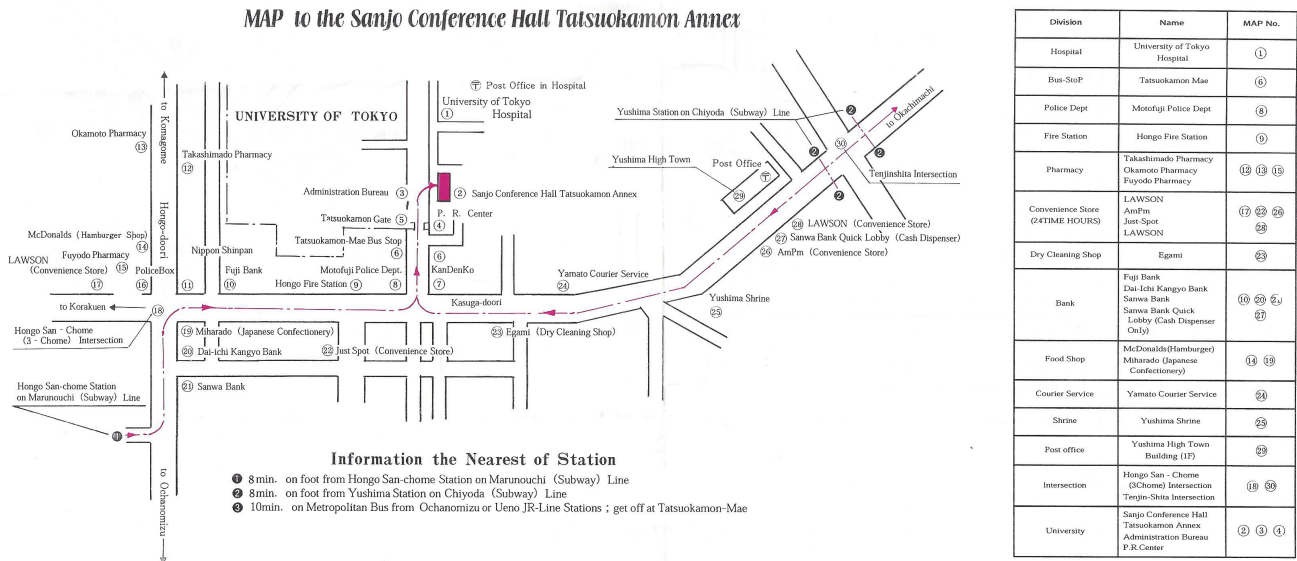 MAP to the Sanjo Conference Hall Tatsuokamon Annex
to Komagome
Hongo-doori
to Ochanomizu
UNIVERSITY OF TOKYO
〒 Post Office in Hospital
University of Tokyo
① Hospital
Okamoto Pharmacy
⑬
Takashimado Pharmacy
⑫
Administration Bureau ③
② Sanjo Conference Hall Tatsuokamon Annex
P. R. Center
④
Tatsuokamon Gate ⑤
Tatsuokamon-Mae Bus Stop
⑥
⑥
McDonalds (Hamburger Shop)
⑭
Fuyodo Pharmacy
⑮
LAWSON
(Convenience Store)
⑰
PoliceBox
⑯
⑪
Nippon Shinpan
Fuji Bank
⑩
Motofuji Police Dept.
Hongo Fire Station ⑨
⑧
KanDenKo
⑦
Kasuga-doori
Yamato Courier Service
㉔
to Korakuen
⑱
Hongo San - Chome
(3 - Chome) Intersection
⑲ Miharado (Japanese Confectionery)
⑳ Dai-ichi Kangyo Bank
㉒ Just Spot (Convenience Store)
㉓ Egami (Dry Cleaning Shop)
㉑ Sanwa Bank
Hongo San-chome Station
on Marunouchi (Subway) Line
❶
Yushima Station on Chiyoda (Subway) Line
❷
❷
❷
❷
to Okachimachi
㉚
Tenjinshita Intersection
Yushima High Town
Post Office
〒
㉙
㉘ LAWSON (Convenience Store)
㉗ Sanwa Bank Quick Lobby (Cash Dispenser)
㉖ AmPm (Convenience Store)
Yushima Shrine
㉕
Information the Nearest of Station
❶ 8min. on foot from Hongo San-chome Station on Marunouchi (Subway) Line
❷ 8min. on foot from Yushima Station on Chiyoda (Subway) Line
❸ 10min. on Metropolitan Bus from Ochanomizu or Ueno JR-Line Stations ; get off at Tatsuokamon-Mae
Division Name MAP No.
Hospital
University of Tokyo
Hospital
①
Bus-StoP Tatsuokamon Mae ⑥
Police Dept Motofuji Police Dept ⑧
Fire Station Hongo Fire Station ⑨
Pharmacy
Takashimado Pharmacy
Okamoto Pharmacy
Fuyodo Pharmacy
⑫ ⑬ ⑮
Convenience Store
(24TIME HOURS)
LAWSON
AmPm
Just-Spot
LAWSON
⑰ ㉒ ㉖
㉘
Dry Cleaning Shop Egami ㉓
Bank
Fuji Bank
Dai-Ichi Kangyo Bank
Sanwa Bank
Sanwa Bank Quick
Lobby (Cash Dispenser
Only)
⑩ ⑳
㉗
Food Shop
McDonalds(Hamburger)
Miharado (Japanese
Confectionery)
⑭ ⑲
Courier Service Yamato Courier Service ㉔
Shrine Yushima Shrine ㉕
Post office
Yushima High Town
Building (1F)
㉙
Intersection
Hongo San - Chome
(3Chome) Intersection
Tenjin-Shita Intersection
⑱ ㉚
University
Sanjo Conference Hall
Tatsuokamon Annex
Administration Bureau
P.R.Center
② ③ ④